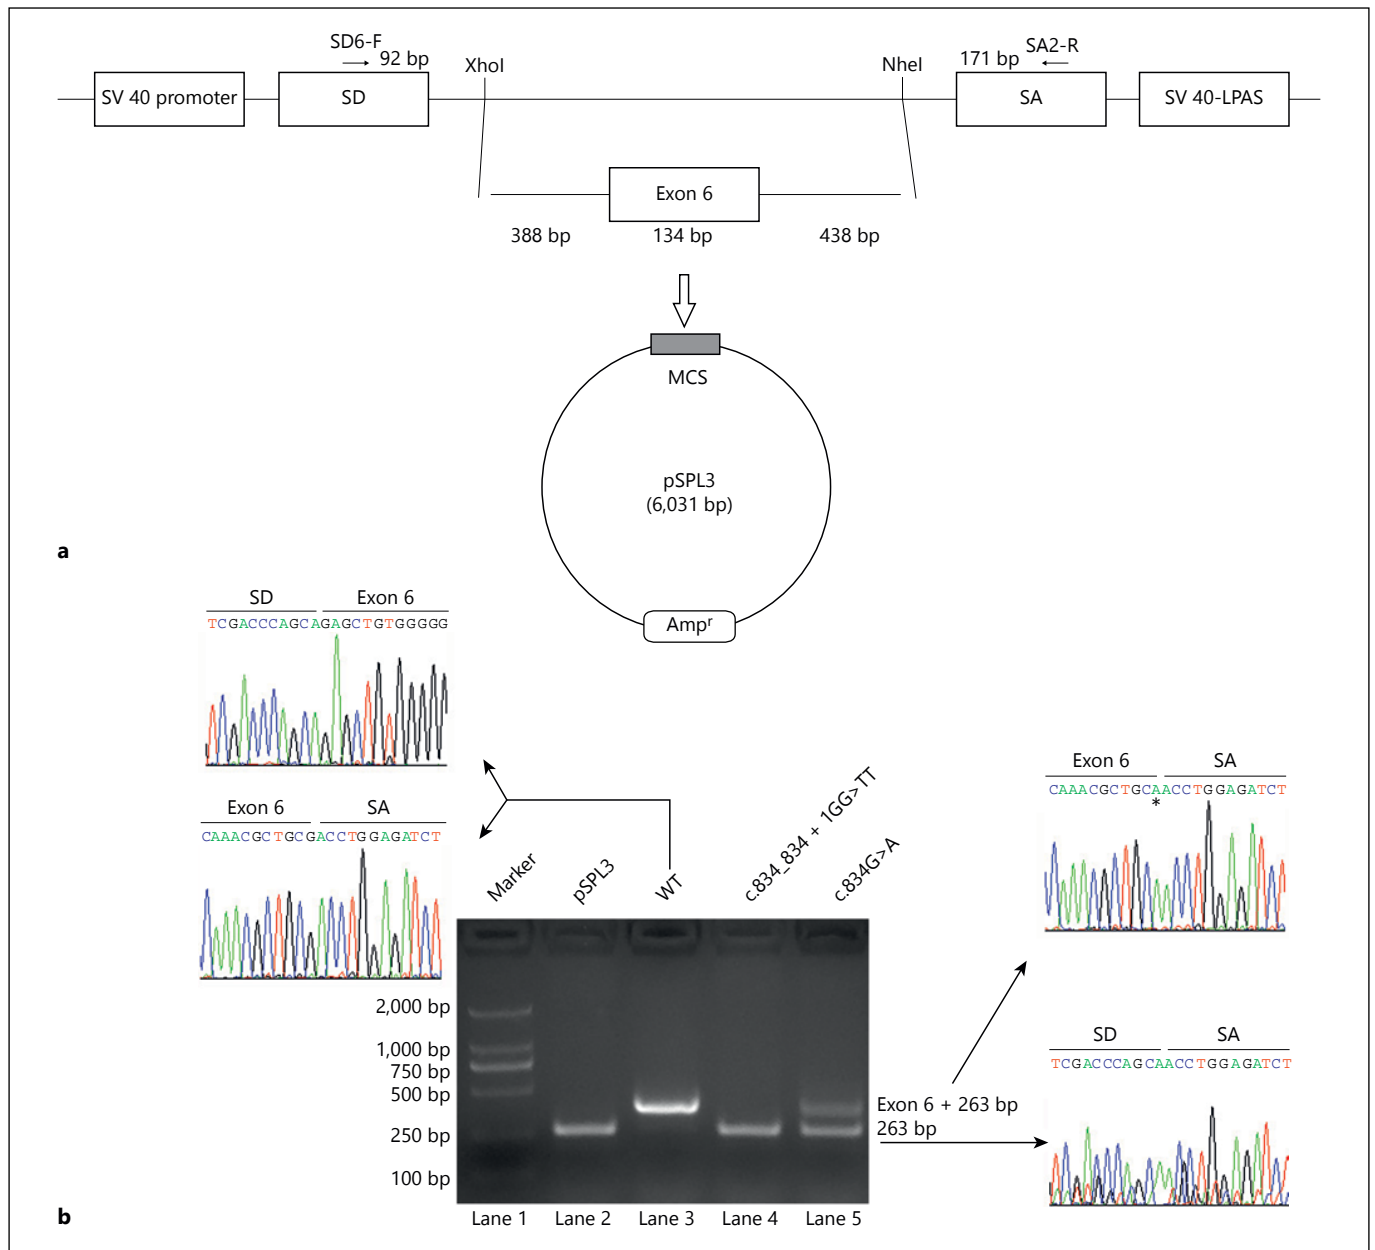 SD6-F
92 bp
XhoI
NheI
171 bp
SA2-R
SV 40 promoter
SD
SA
SV 40-LPAS
Exon 6
388 bp
134 bp
438 bp
MCS
pSPL3
(6,031 bp)
Ampr
a
SD Exon 6
TCGACCCAGCAGAGCTGTGGGGG
Exon 6 SA
CAAACGCTGCGACCTGGAGATCT
Marker
pSPL3
WT
c.834_834 + 1GG>TT
c.834G>A
Exon 6 SA
CAAACGCTGCAACCTGGAGATCT
*
2,000 bp
1,000 bp
750 bp
500 bp
250 bp
100 bp
Exon 6 + 263 bp
263 bp
SD SA
TCGACCCAGCAACCTGGAGATCT
Lane 1 Lane 2 Lane 3 Lane 4 Lane 5
b